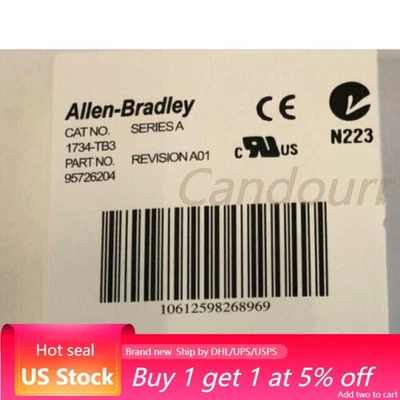 Allen-Bradley
CAT NO. SERIES A
1734-TB3
PART NO. REVISION A01
95726204
CE
c UL US
N223
Candourr
10612598268969
Hot seal
US Stock
Brand new Ship by DHL/UPS/USPS
Buy 1 get 1 at 5% off
Add two to cart